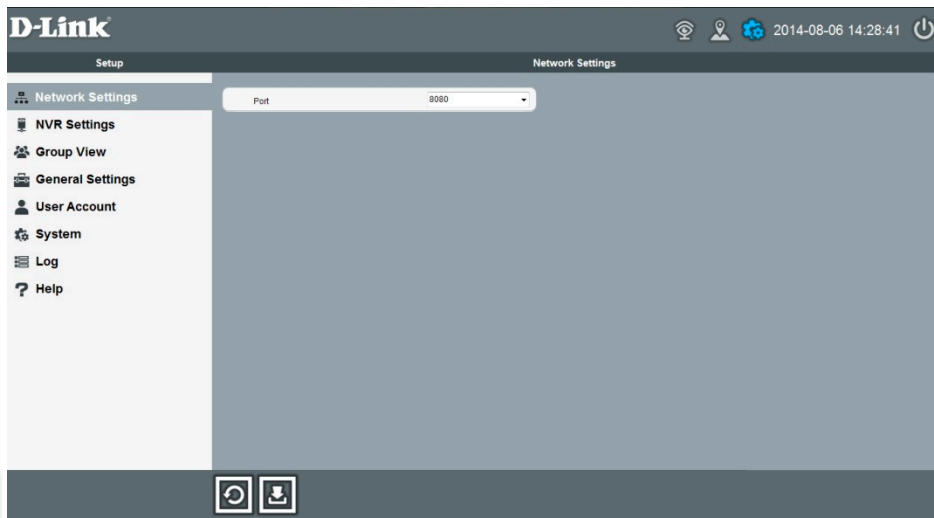 D-Link
2014-08-06 14:28:41
Setup
Network Settings
Network Settings
Port
8080
NVR Settings
Group View
General Settings
User Account
System
Log
Help